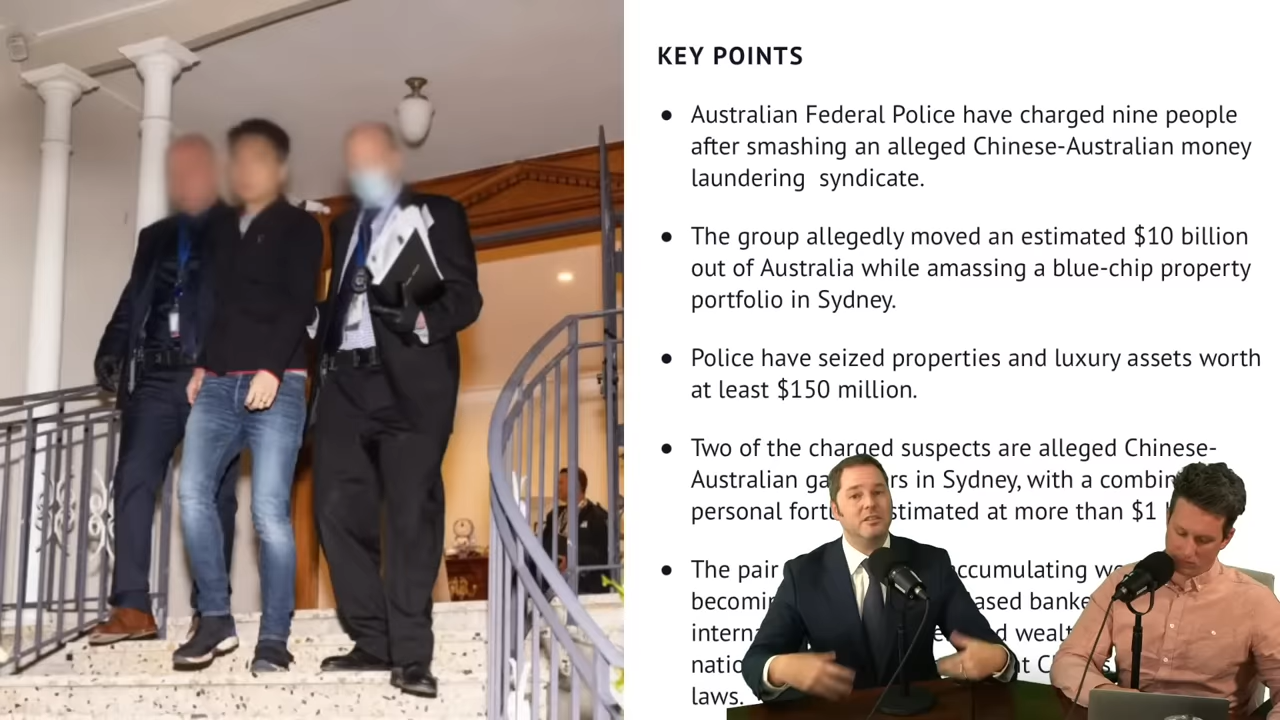 KEY POINTS
Australian Federal Police have charged nine people
after smashing an alleged Chinese-Australian money
laundering syndicate.
The group allegedly moved an estimated $10 billion
out of Australia while amassing a blue-chip property
portfolio in Sydney.
Police have seized properties and luxury assets worth
at least $150 million.
Two of the charged suspects are alleged Chinese-
Australian in Sydney, with a
personal estimated at more than $1
The pair
laws.